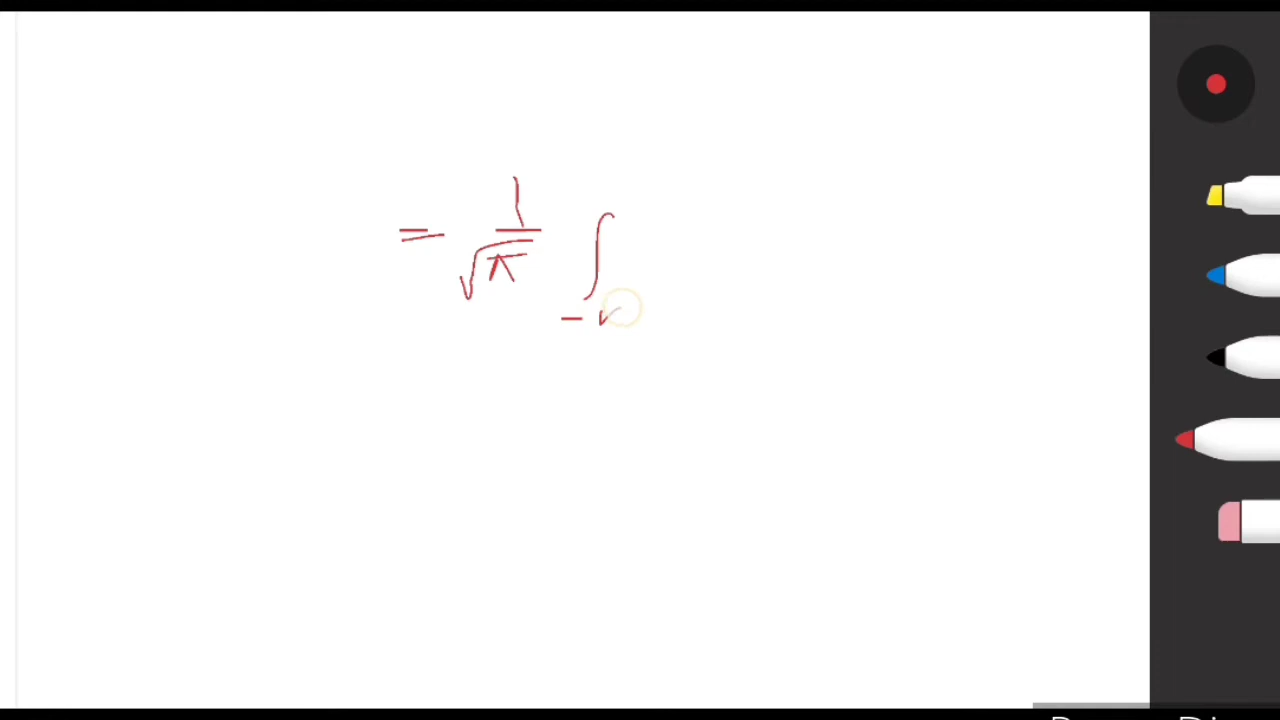 = 1/√π ∫ -